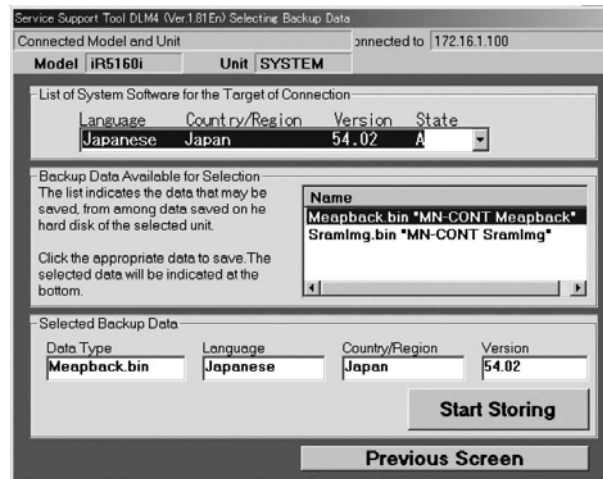 Service Support Tool DLM4 (Ver.1.81En) Selecting Backup Data
Connected Model and Unit
onnected to 172.16.1.100
Model iR5160i Unit SYSTEM
List of System Software for the Target of Connection
Language Country/Region Version State
Japanese Japan 54.02 A
Backup Data Available for Selection
The list indicates the data that may be
saved, from among data saved on he
hard disk of the selected unit.
Click the appropriate data to save.The
selected data will be indicated at the
bottom.
Name
Meapback.bin "MN-CONT Meapback"
SramImg.bin "MN-CONT SramImg"
Selected Backup Data
Data Type Language Country/Region Version
Meapback.bin Japanese Japan 54.02
Start Storing
Previous Screen